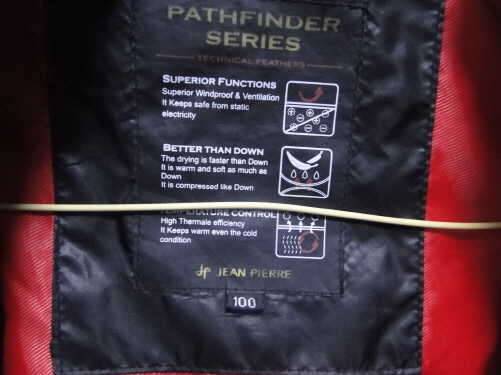 PATHFINDER
SERIES
TECHNICAL FEATHERS
SUPERIOR FUNCTIONS
Superior Windproof & Ventilation
It Keeps safe from static
electricity
BETTER THAN DOWN
The drying is faster than Down
It is warm and soft as much as
Down
It is compressed like Down
TEMPERATURE CONTROL
High Thermale efficiency
It Keeps warm even the cold
condition
JP JEAN PIERRE
100